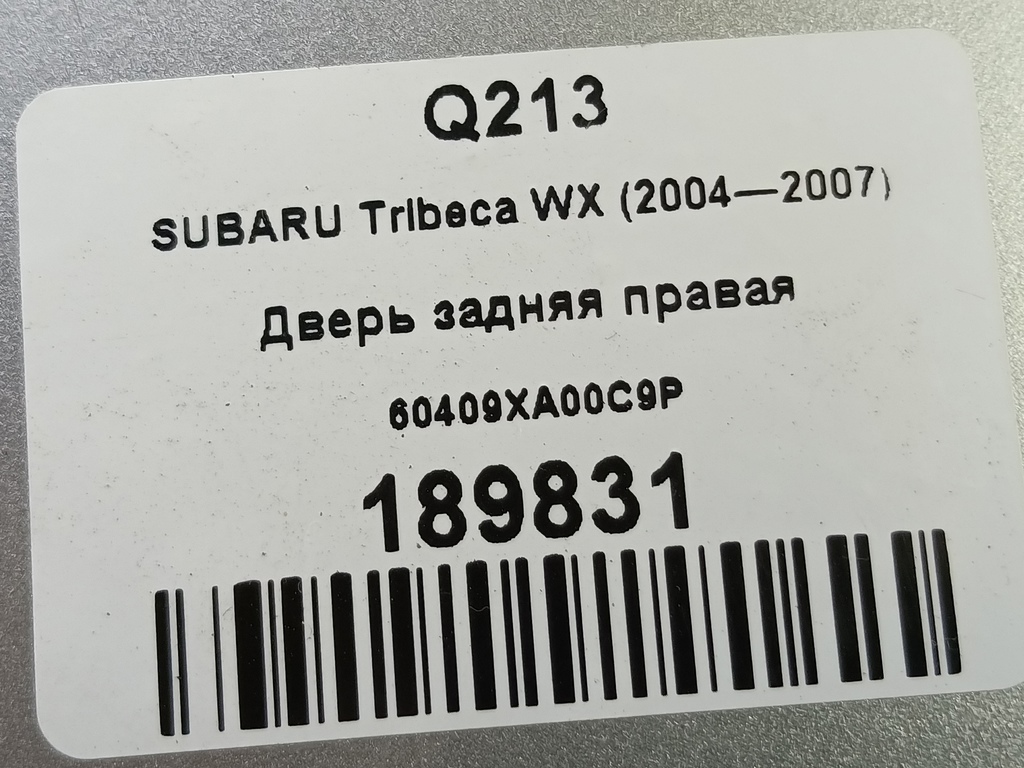 Q213
SUBARU Tribeca WX (2004—2007)
Дверь задняя правая
60409XA00C9P
189831